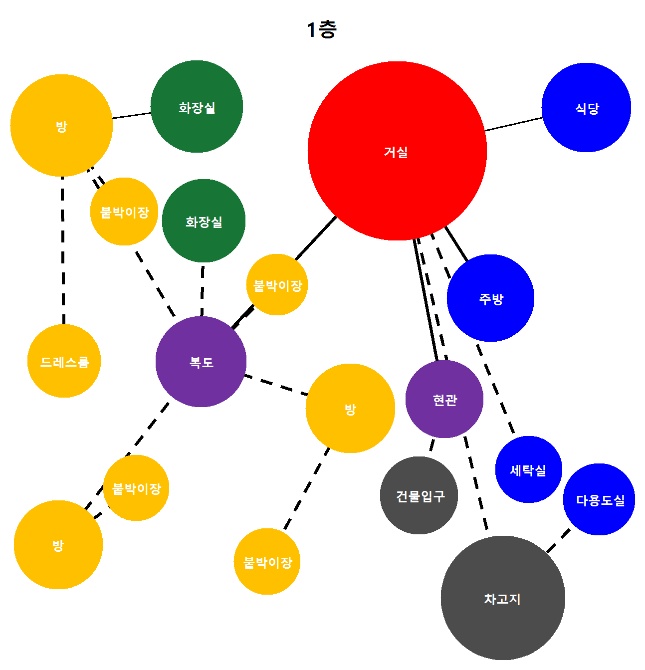 1층
방
화장실
거실
식당
붙박이장
화장실
붙박이장
주방
드레스룸
복도
방
현관
붙박이장
건물입구
세탁실
다용도실
방
붙박이장
차고지